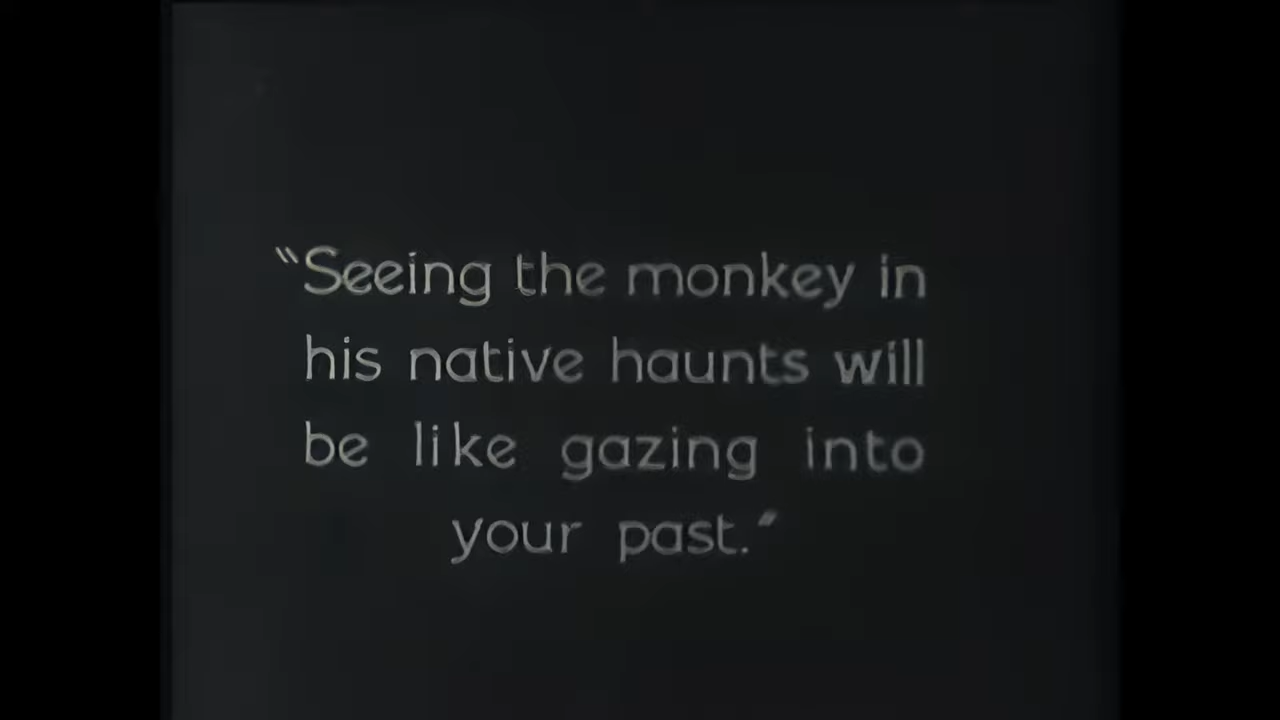 "Seeing the monkey in
his native haunts will
be like gazing into
your past."